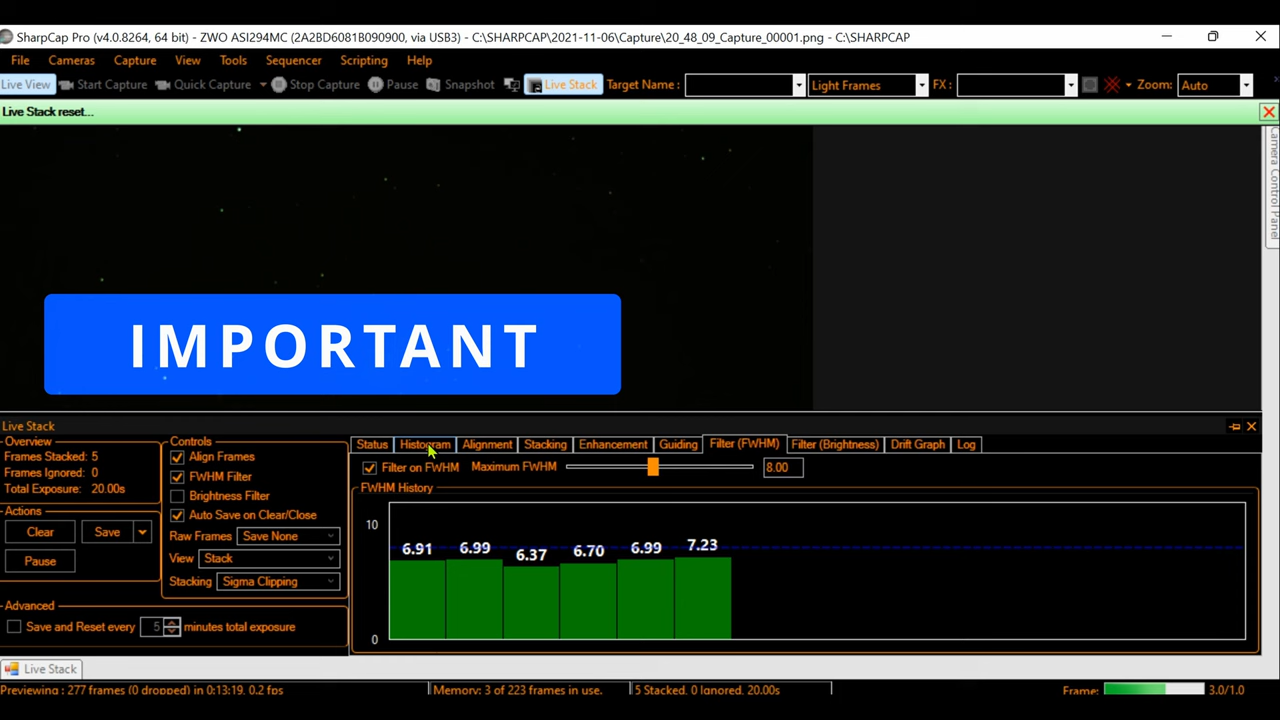 SharpCap Pro (v4.0.8264, 64 bit) - ZWO ASI294MC (2A2BD6081B090900, via USB3) - C:\SHARPCAP\2021-11-06\Capture\20_48_09_Capture_00001.png - C:\SHARPCAP
File Cameras Capture View Tools Sequencer Scripting Help
Live View Start Capture Quick Capture Stop Capture Pause Snapshot Live Stack Target Name : Light Frames FX : Zoom: Auto
Live Stack reset...
Camera Control Panel
IMPORTANT
Live Stack
Overview
Frames Stacked: 5
Frames Ignored: 0
Total Exposure: 20.00s
Actions
Clear Save
Pause
Controls
Align Frames
FWHM Filter
Brightness Filter
Auto Save on Clear/Close
Raw Frames Save None
View Stack
Stacking Sigma Clipping
Advanced
Save and Reset every 5 minutes total exposure
Status Histogram Alignment Stacking Enhancement Guiding Filter (FWHM) Filter (Brightness) Drift Graph Log
Filter on FWHM Maximum FWHM 8.00
FWHM History
10
6.91 6.99 6.37 6.70 6.99 7.23
0
Live Stack
Previewing : 277 frames (0 dropped) in 0:13:19, 0.2 fps Memory: 3 of 223 frames in use. 5 Stacked, 0 Ignored, 20.00s Frame: 3.0/1.0